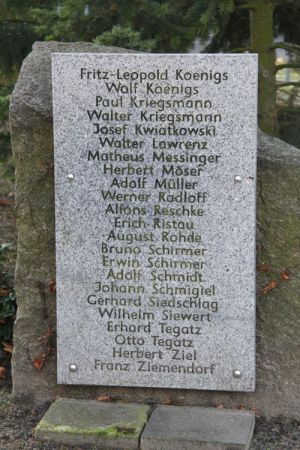 Fritz-Leopold Koenigs
Wolf Koenigs
Paul Kriegsmann
Walter Kriegsmann
Josef Kwiatkowski
Walter Lawrenz
Matheus Messinger
Herbert Möser
Adolf Müller
Werner Radloff
Alfons Reschke
Erich Ristau
August Rohde
Bruno Schirmer
Erwin Schirmer
Adolf Schmidt
Johann Schmigiel
Gerhard Siedschlag
Wilhelm Siewert
Erhard Tegatz
Otto Tegatz
Herbert Ziel
Franz Ziemendorf